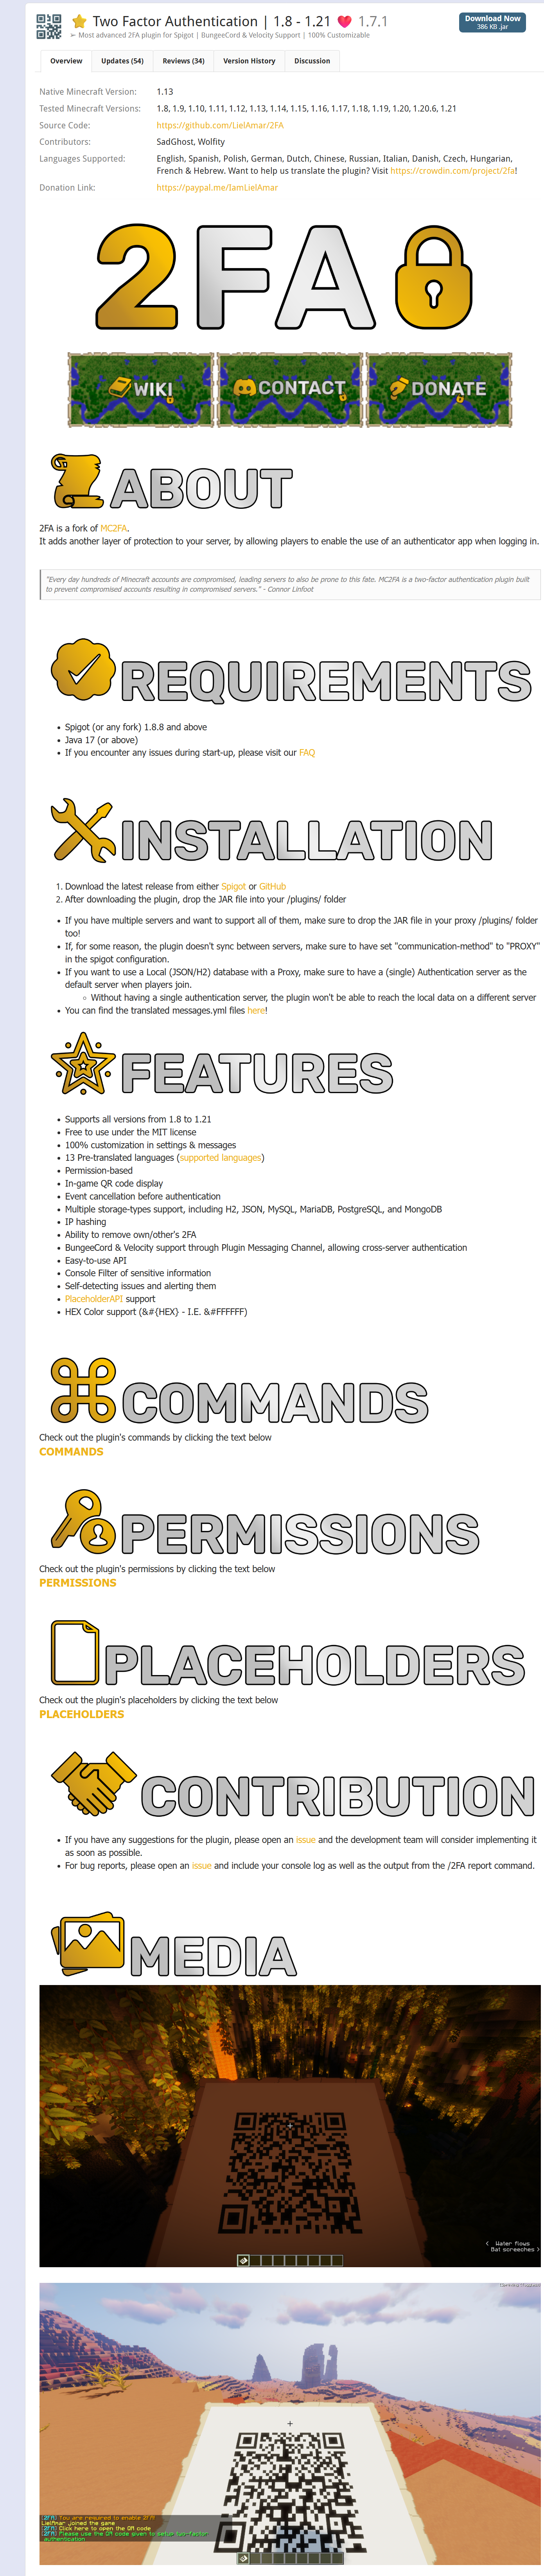 Two Factor Authentication | 1.8 - 1.21 ❤ 1.7.1
➢ Most advanced 2FA plugin for Spigot | BungeeCord & Velocity Support | 100% Customizable
Download Now
386 KB .jar
Overview Updates (54) Reviews (34) Version History Discussion
Native Minecraft Version: 1.13
Tested Minecraft Versions: 1.8, 1.9, 1.10, 1.11, 1.12, 1.13, 1.14, 1.15, 1.16, 1.17, 1.18, 1.19, 1.20, 1.20.6, 1.21
Source Code: https://github.com/LielAmar/2FA
Contributors: SadGhost, Wolfity
Languages Supported: English, Spanish, Polish, German, Dutch, Chinese, Russian, Italian, Danish, Czech, Hungarian,
French & Hebrew. Want to help us translate the plugin? Visit https://crowdin.com/project/2fa!
Donation Link: https://paypal.me/IamLielAmar
2FA
WIKI CONTACT DONATE
ABOUT
2FA is a fork of MC2FA.
It adds another layer of protection to your server, by allowing players to enable the use of an authenticator app when logging in.
"Every day hundreds of Minecraft accounts are compromised, leading servers to also be prone to this fate. MC2FA is a two-factor authentication plugin built
to prevent compromised accounts resulting in compromised servers." - Connor Linfoot
REQUIREMENTS
• Spigot (or any fork) 1.8.8 and above
• Java 17 (or above)
• If you encounter any issues during start-up, please visit our FAQ
INSTALLATION
1. Download the latest release from either Spigot or GitHub
2. After downloading the plugin, drop the JAR file into your /plugins/ folder
• If you have multiple servers and want to support all of them, make sure to drop the JAR file in your proxy /plugins/ folder
too!
• If, for some reason, the plugin doesn't sync between servers, make sure to have set "communication-method" to "PROXY"
in the spigot configuration.
• If you want to use a Local (JSON/H2) database with a Proxy, make sure to have a (single) Authentication server as the
default server when players join.
◦ Without having a single authentication server, the plugin won't be able to reach the local data on a different server
• You can find the translated messages.yml files here!
FEATURES
• Supports all versions from 1.8 to 1.21
• Free to use under the MIT license
• 100% customization in settings & messages
• 13 Pre-translated languages (supported languages)
• Permission-based
• In-game QR code display
• Event cancellation before authentication
• Multiple storage-types support, including H2, JSON, MySQL, MariaDB, PostgreSQL, and MongoDB
• IP hashing
• Ability to remove own/other's 2FA
• BungeeCord & Velocity support through Plugin Messaging Channel, allowing cross-server authentication
• Easy-to-use API
• Console Filter of sensitive information
• Self-detecting issues and alerting them
• PlaceholderAPI support
• HEX Color support (&#{HEX} - I.E. &#FFFFFF)
COMMANDS
Check out the plugin's commands by clicking the text below
COMMANDS
PERMISSIONS
Check out the plugin's permissions by clicking the text below
PERMISSIONS
PLACEHOLDERS
Check out the plugin's placeholders by clicking the text below
PLACEHOLDERS
CONTRIBUTION
• If you have any suggestions for the plugin, please open an issue and the development team will consider implementing it
as soon as possible.
• For bug reports, please open an issue and include your console log as well as the output from the /2FA report command.
MEDIA
< Water flows
Bat screeches >
[2FA] You are required to enable 2FA
LielAmar joined the game
[2FA] Click here to open the QR code
[2FA] Please use the QR code given to setup two-factor
authentication